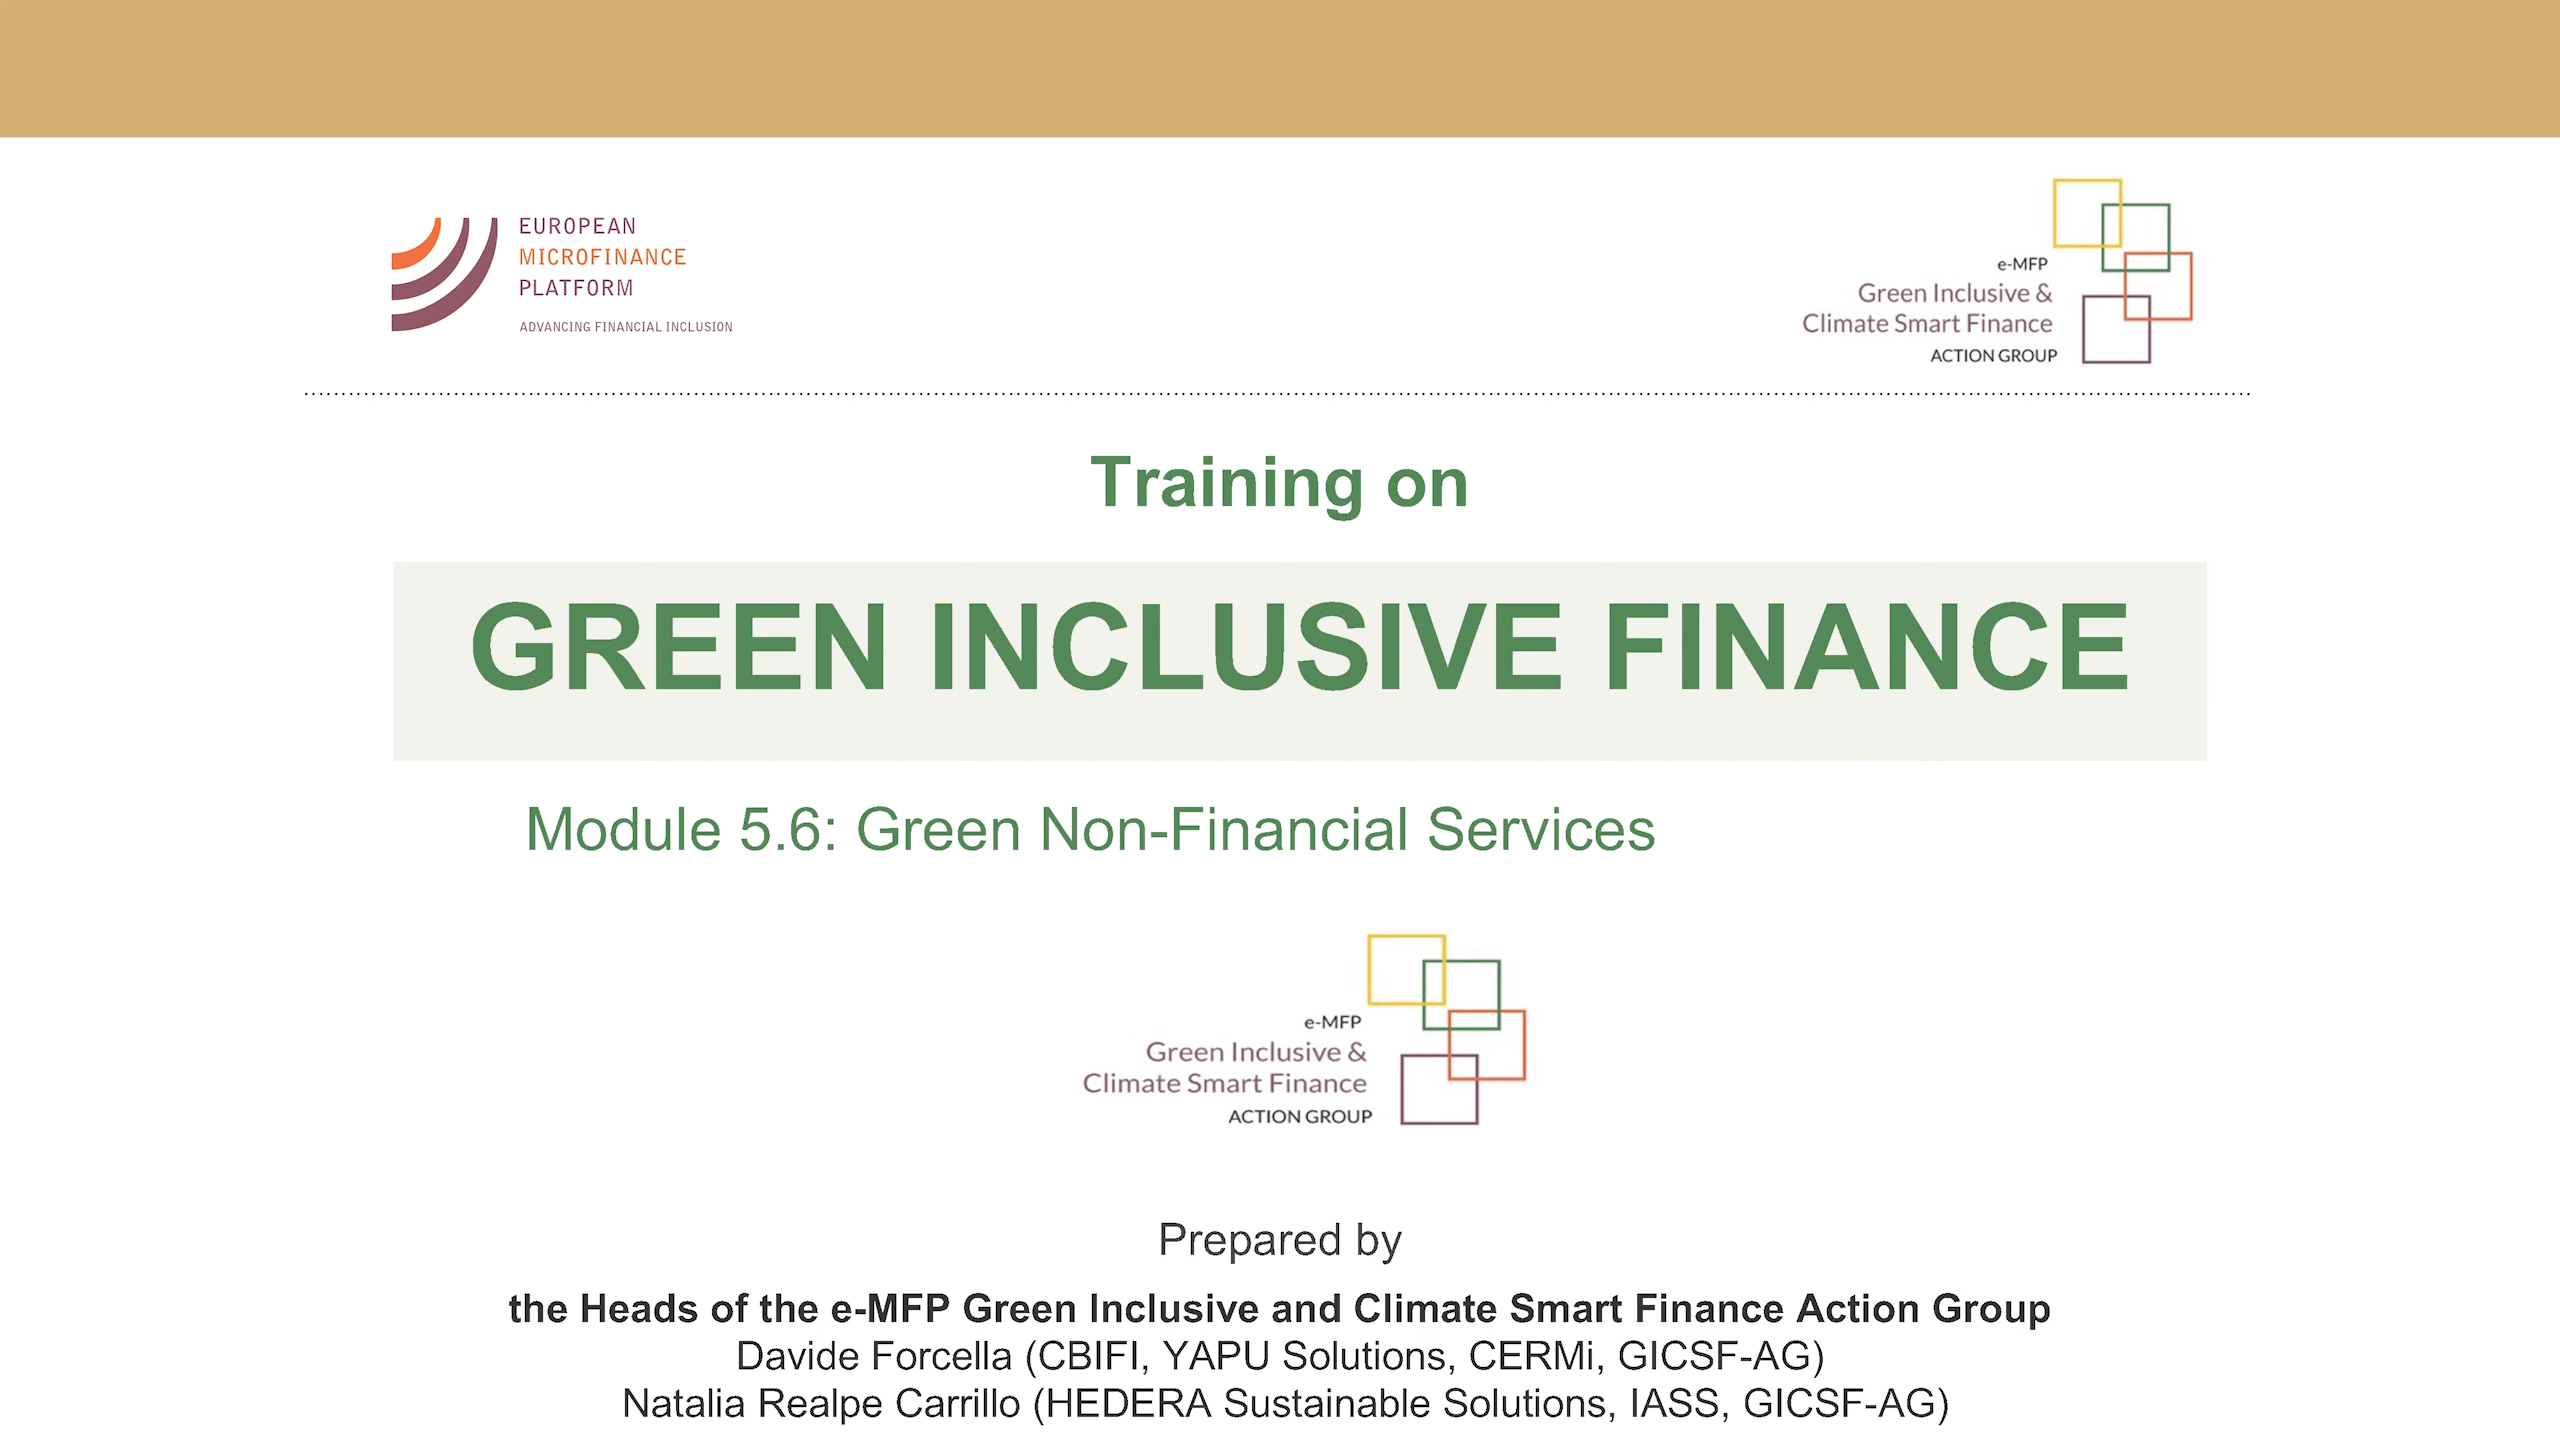 EUROPEAN
MICROFINANCE
PLATFORM
ADVANCING FINANCIAL INCLUSION
e-MFP
Green Inclusive &
Climate Smart Finance
ACTION GROUP
Training on
GREEN INCLUSIVE FINANCE
Module 5.6: Green Non-Financial Services
e-MFP
Green Inclusive &
Climate Smart Finance
ACTION GROUP
Prepared by
the Heads of the e-MFP Green Inclusive and Climate Smart Finance Action Group
Davide Forcella (CBIFI, YAPU Solutions, CERMi, GICSF-AG)
Natalia Realpe Carrillo (HEDERA Sustainable Solutions, IASS, GICSF-AG)